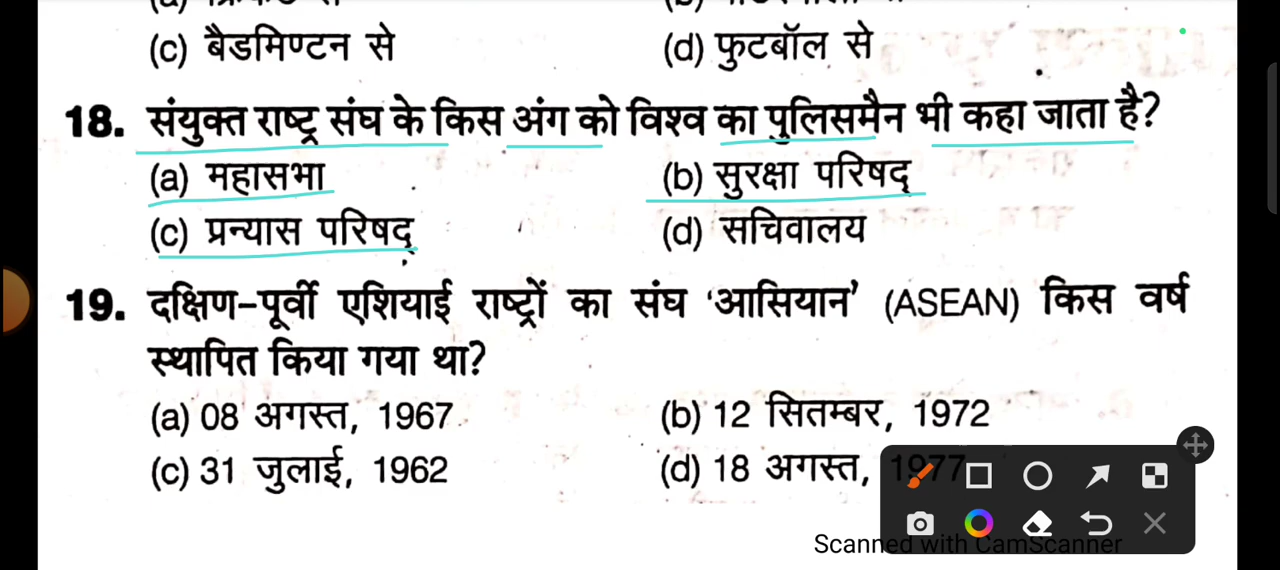 (c) बैडमिण्टन से (d) फुटबॉल से
18. संयुक्त राष्ट्र संघ के किस अंग को विश्व का पुलिसमैन भी कहा जाता है?
(a) महासभा (b) सुरक्षा परिषद्
(c) प्रन्यास परिषद् (d) सचिवालय
19. दक्षिण-पूर्वी एशियाई राष्ट्रों का संघ 'आसियान' (ASEAN) किस वर्ष
स्थापित किया गया था?
(a) 08 अगस्त, 1967 (b) 12 सितम्बर, 1972
(c) 31 जुलाई, 1962 (d) 18 अगस्त, 1977
Scanned with CamScanner